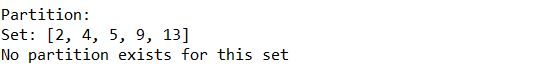 Partition:
Set: [2, 4, 5, 9, 13]
No partition exists for this set